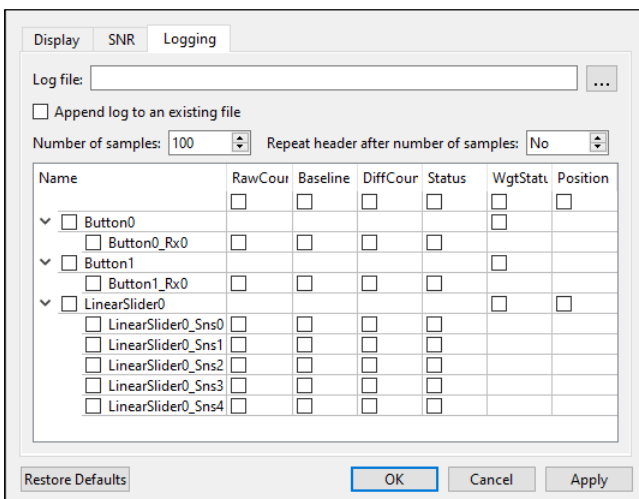 Display SNR Logging
Log file: ...
Append log to an existing file
Number of samples: 100 Repeat header after number of samples: No
Name RawCour Baseline DiffCour Status WgtStatu Position
Button0
Button0_Rx0
Button1
Button1_Rx0
LinearSlider0
LinearSlider0_Sns0
LinearSlider0_Sns1
LinearSlider0_Sns2
LinearSlider0_Sns3
LinearSlider0_Sns4
Restore Defaults OK Cancel Apply